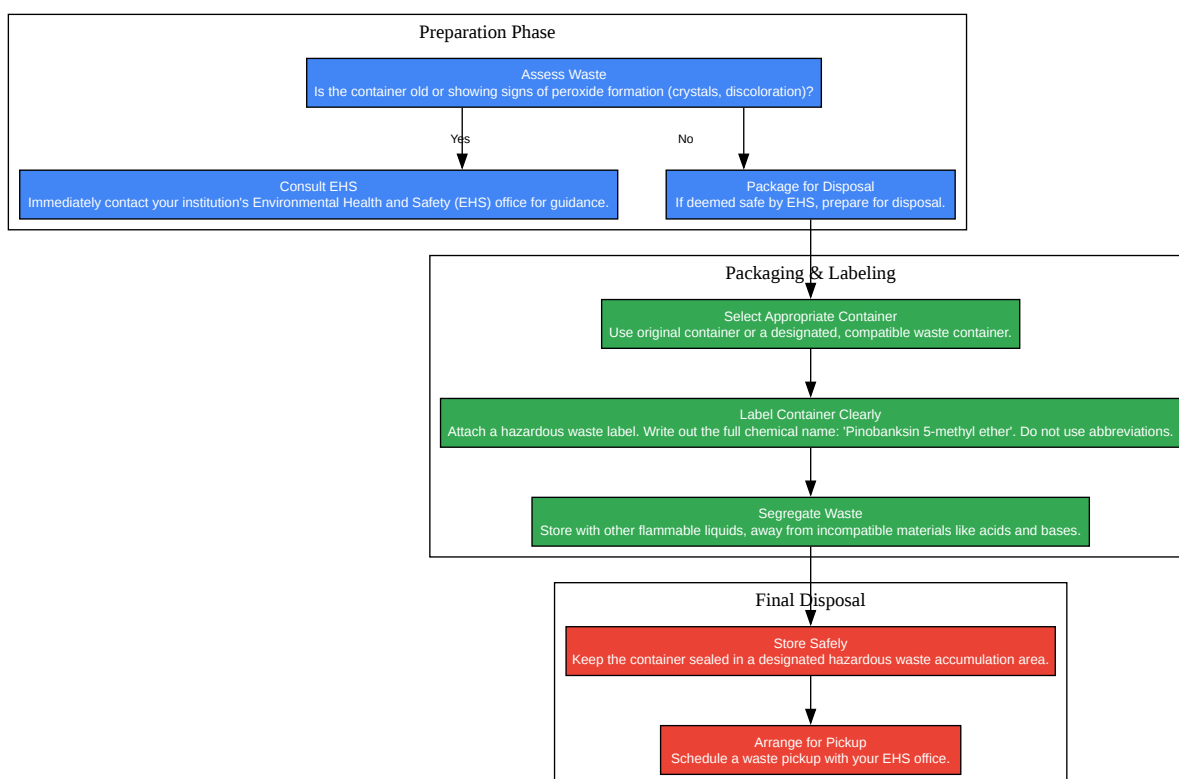 Preparation Phase
Assess Waste
Is the container old or showing signs of peroxide formation (crystals, discoloration)?
Yes
No
Consult EHS
Immediately contact your institution's Environmental Health and Safety (EHS) office for guidance.
Package for Disposal
If deemed safe by EHS, prepare for disposal.
Packaging & Labeling
Select Appropriate Container
Use original container or a designated, compatible waste container.
Label Container Clearly
Attach a hazardous waste label. Write out the full chemical name: 'Pinobanksin 5-methyl ether'. Do not use abbreviations.
Segregate Waste
Store with other flammable liquids, away from incompatible materials like acids and bases.
Final Disposal
Store Safely
Keep the container sealed in a designated hazardous waste accumulation area.
Arrange for Pickup
Schedule a waste pickup with your EHS office.